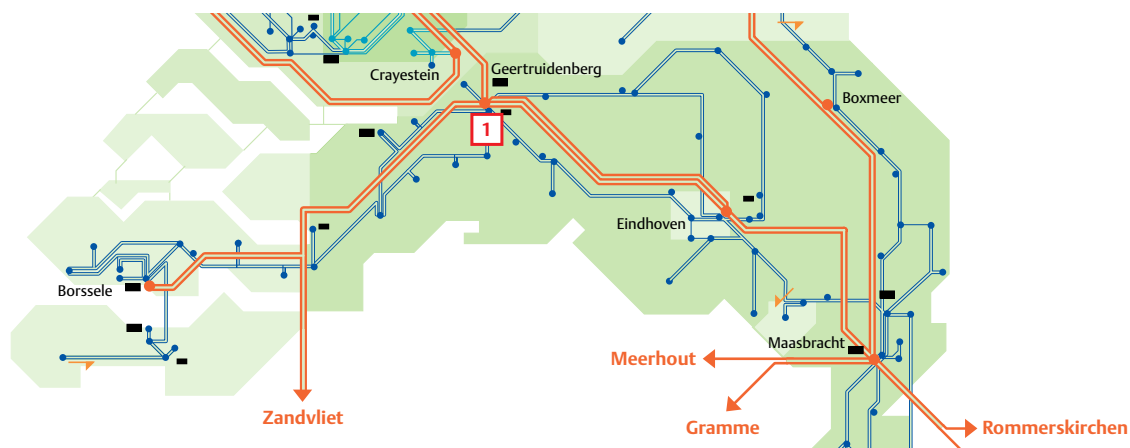 Crayestein
Geertruidenberg
Boxmeer
1
Eindhoven
Borssele
Maasbracht
Meerhout
Zandvliet
Gramme
Rommerskirchen